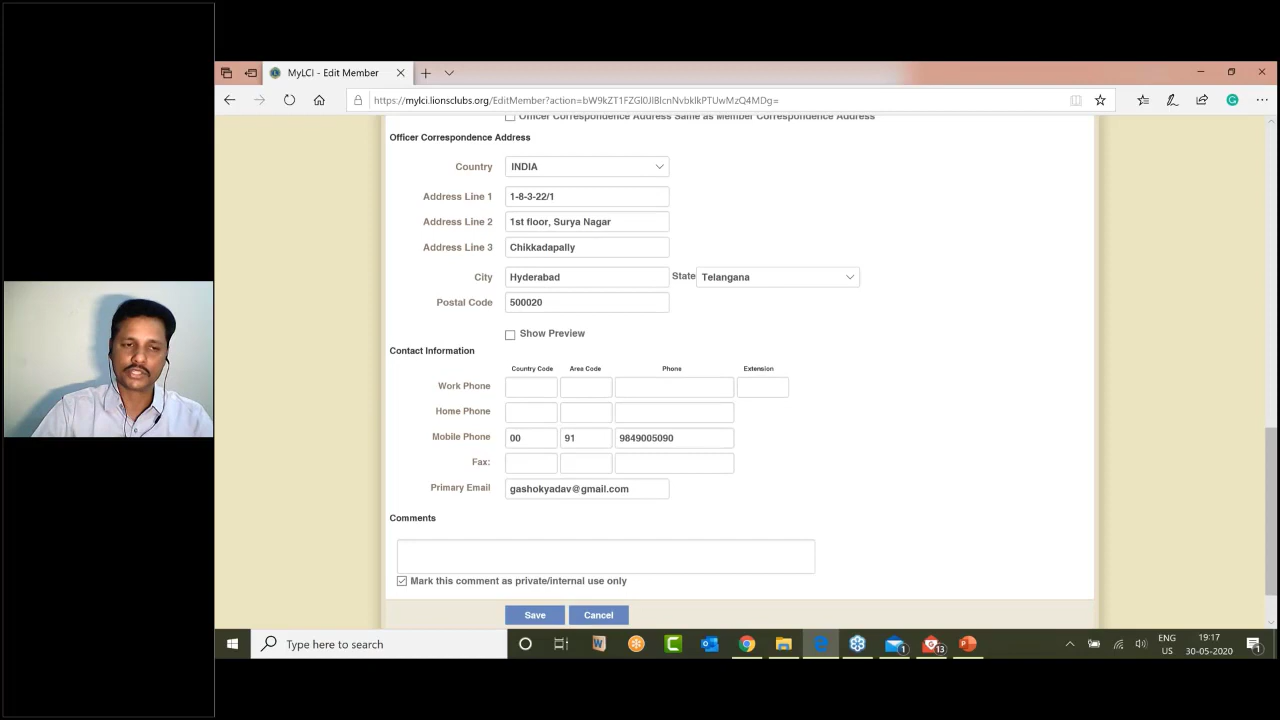 MyLCI - Edit Member
https://mylci.lionsclubs.org/EditMember?action=bW9kZT1FZGl0JlBlcnNvbklkPTUwMzQ4MDg=
Officer Correspondence Address Same as Member Correspondence Address
Officer Correspondence Address
Country INDIA
Address Line 1 1-8-3-22/1
Address Line 2 1st floor, Surya Nagar
Address Line 3 Chikkadapally
City Hyderabad State Telangana
Postal Code 500020
Show Preview
Contact Information
Country Code Area Code Phone Extension
Work Phone
Home Phone
Mobile Phone 00 91 9849005090
Fax:
Primary Email gashokyadav@gmail.com
Comments
Mark this comment as private/internal use only
Save Cancel
Type here to search
1 13
ENG 19:17
US 30-05-2020
1